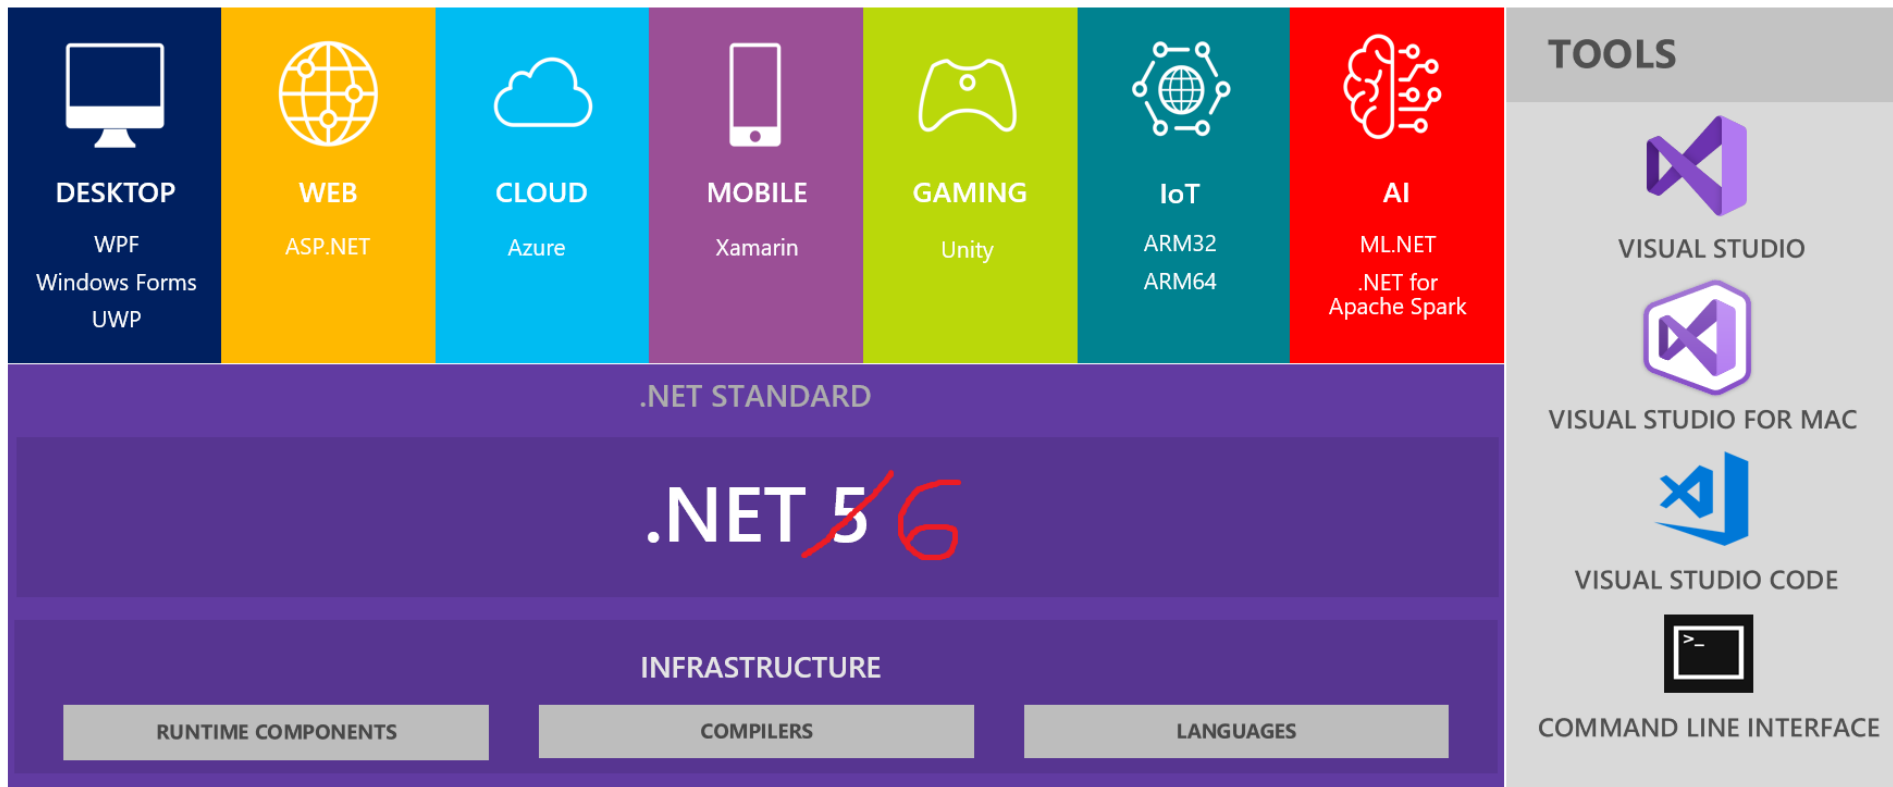 DESKTOP
WPF
Windows Forms
UWP
WEB
ASP.NET
CLOUD
Azure
MOBILE
Xamarin
GAMING
Unity
IoT
ARM32
ARM64
AI
ML.NET
.NET for
Apache Spark
.NET STANDARD
.NET 5 6
INFRASTRUCTURE
RUNTIME COMPONENTS
COMPILERS
LANGUAGES
TOOLS
VISUAL STUDIO
VISUAL STUDIO FOR MAC
VISUAL STUDIO CODE
>_
COMMAND LINE INTERFACE